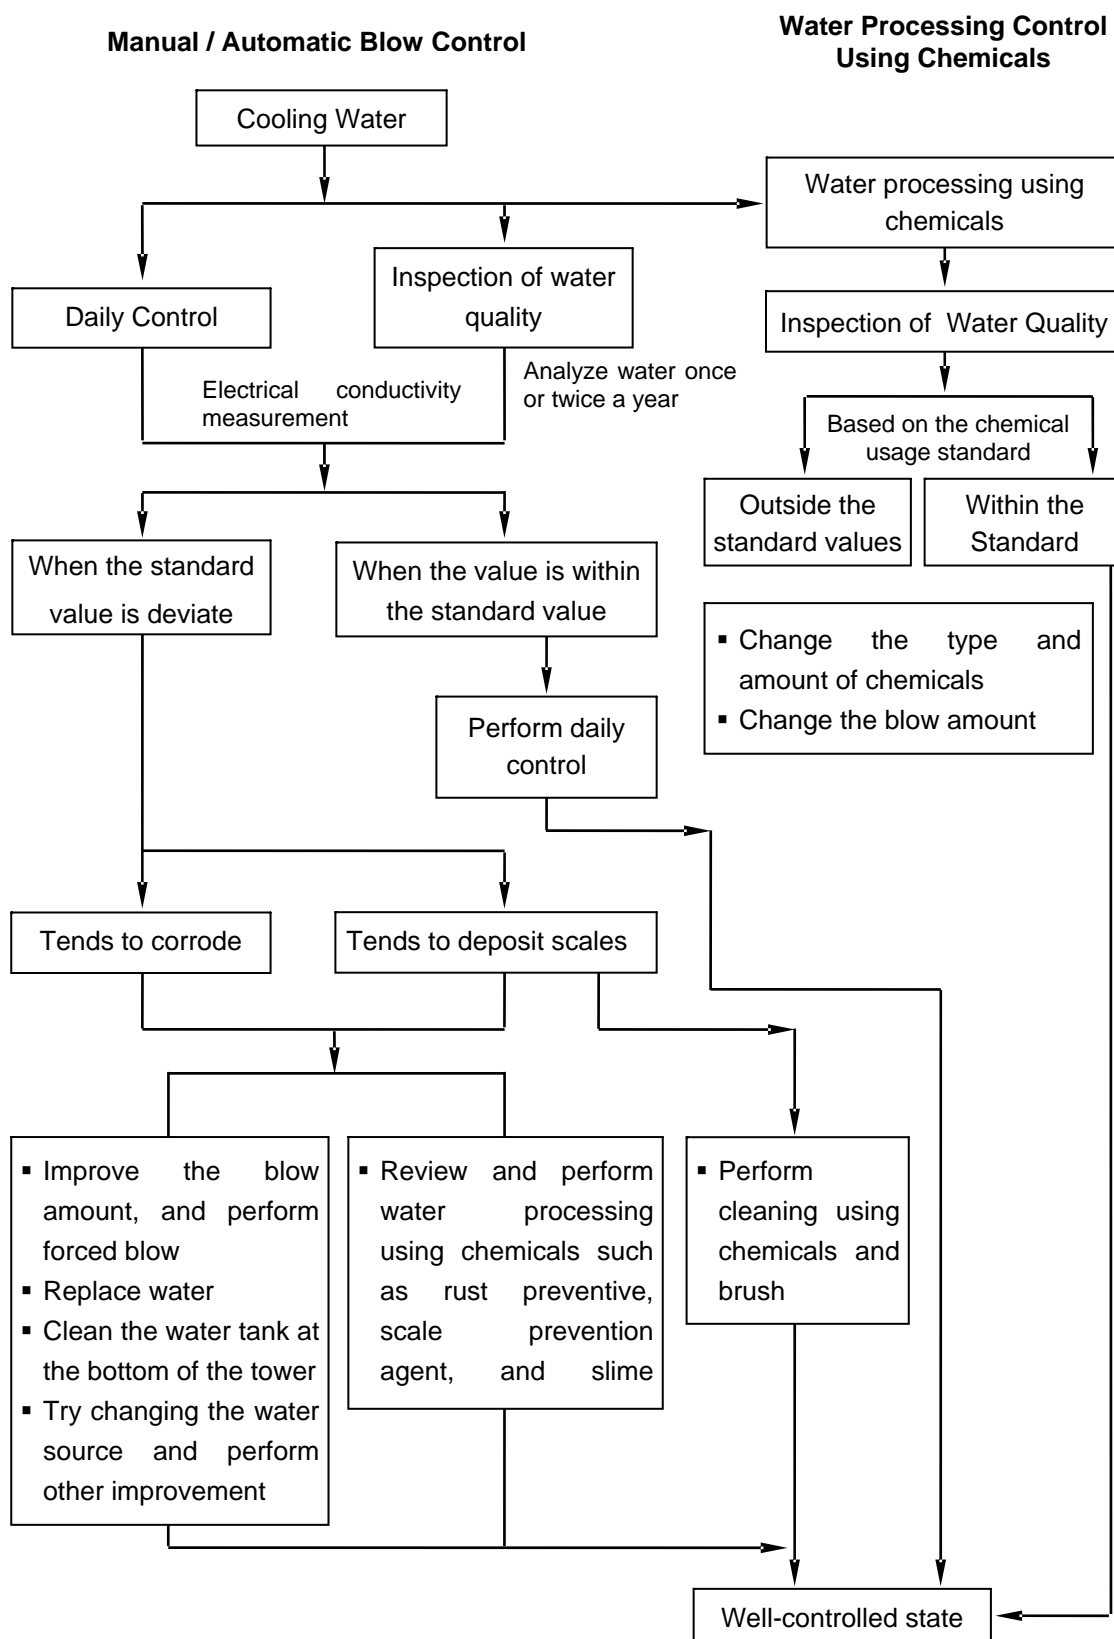 Manual / Automatic Blow Control
Water Processing Control
Using Chemicals
Cooling Water
Water processing using
chemicals
Daily Control
Inspection of water
quality
Inspection of Water Quality
Electrical conductivity
measurement
Analyze water once
or twice a year
Based on the chemical
usage standard
Outside the
standard values
Within the
Standard
When the standard
value is deviate
When the value is within
the standard value
▪ Change the type and
amount of chemicals
▪ Change the blow amount
Perform daily
control
Tends to corrode
Tends to deposit scales
▪ Improve the blow
amount, and perform
forced blow
▪ Replace water
▪ Clean the water tank at
the bottom of the tower
▪ Try changing the water
source and perform
other improvement
▪ Review and perform
water processing
using chemicals such
as rust preventive,
scale prevention
agent, and slime
▪ Perform
cleaning using
chemicals and
brush
Well-controlled state